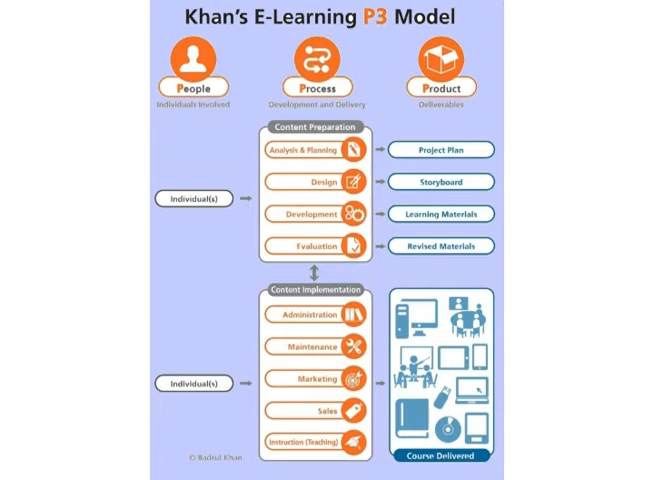 Khan's E-Learning P3 Model
People
Process
Product
Individuals Involved
Development and Delivery
Deliverables
Content Preparation
Analysis & Planning
Project Plan
Design
Storyboard
Individual(s)
Development
Learning Materials
Evaluation
Revised Materials
Content Implementation
Administration
Maintenance
Marketing
Individual(s)
Sales
Instruction (Teaching)
Course Delivered
© Badrul Khan